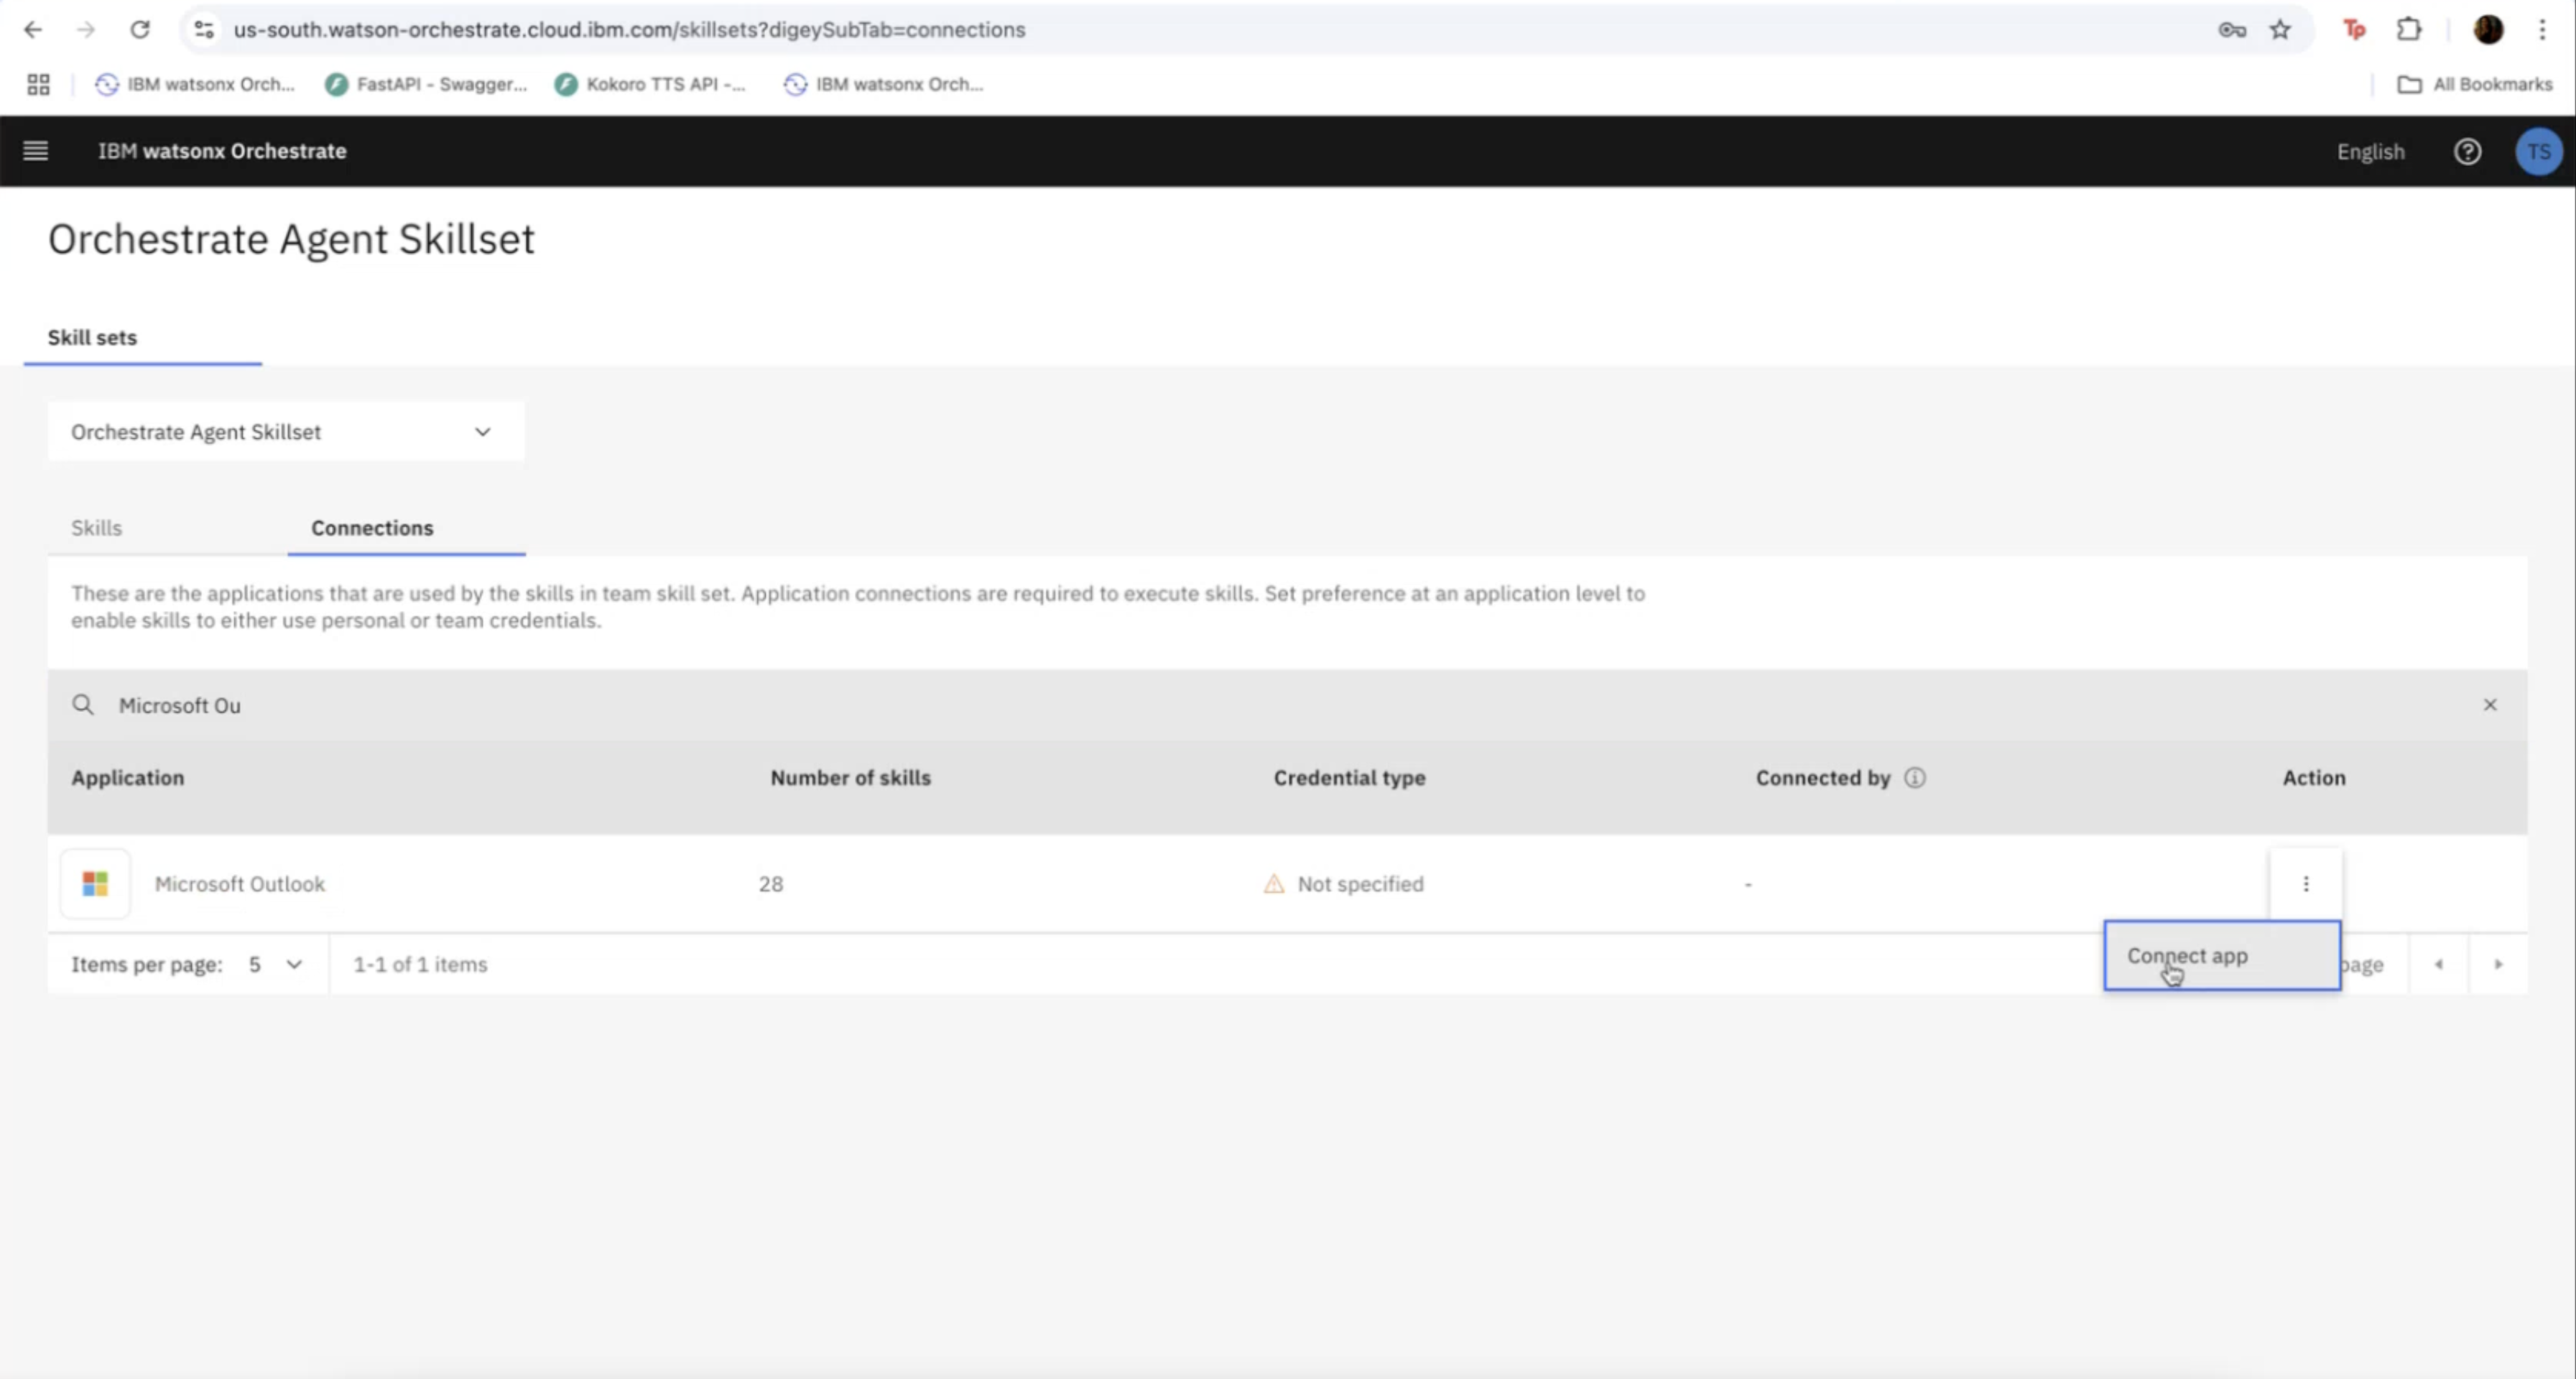 us-south.watson-orchestrate.cloud.ibm.com/skillsets?digeySubTab=connections
Tp
IBM watsonx Orch...
FastAPI - Swagger...
Kokoro TTS API -...
IBM watsonx Orch...
All Bookmarks
IBM watsonx Orchestrate
English
TS
Orchestrate Agent Skillset
Skill sets
Orchestrate Agent Skillset
Skills
Connections
These are the applications that are used by the skills in team skill set. Application connections are required to execute skills. Set preference at an application level to
enable skills to either use personal or team credentials.
Microsoft Ou
Application
Number of skills
Credential type
Connected by
Action
Microsoft Outlook
28
Not specified
-
Connect app
Items per page: 5
1-1 of 1 items
page